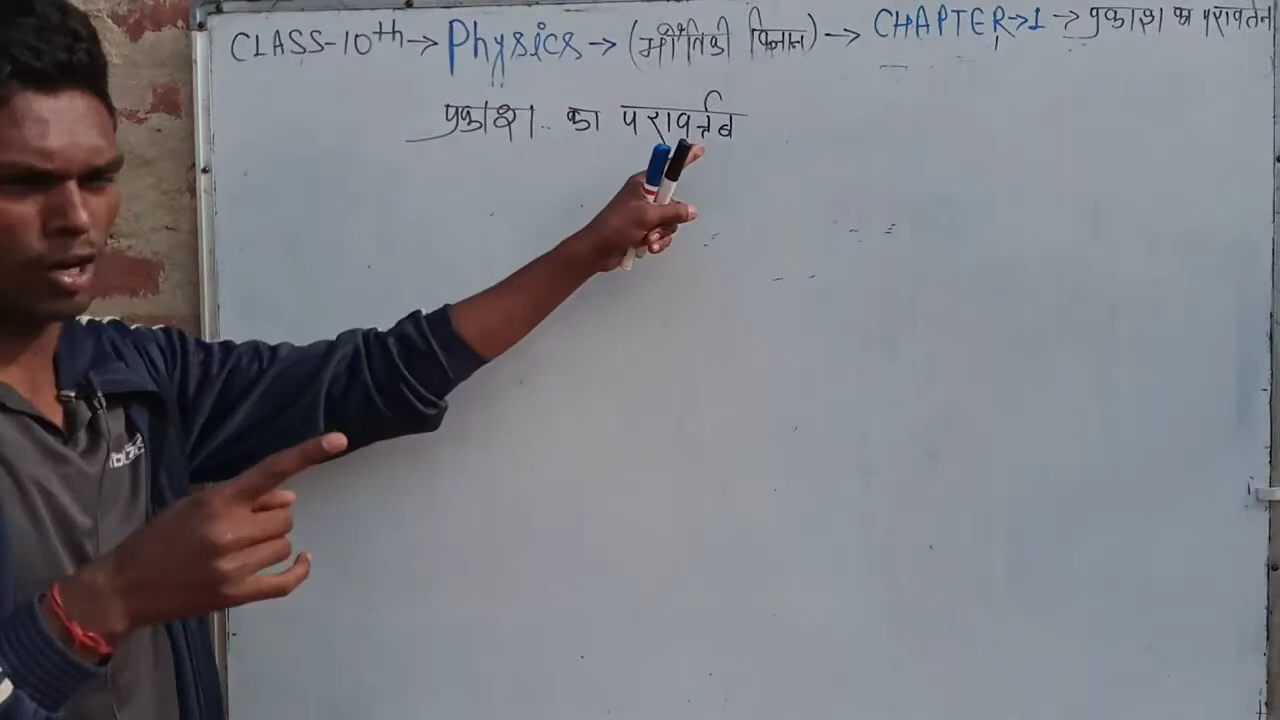 CLASS-10th→ Physics → (भौतिकी विज्ञान) → CHAPTER→1 → प्रकाश का परावर्तन
प्रकाश का परावर्तन